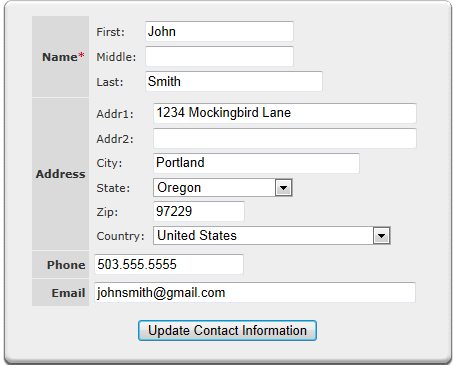 Name*
First: John
Middle:
Last: Smith
Address
Addr1: 1234 Mockingbird Lane
Addr2:
City: Portland
State: Oregon
Zip: 97229
Country: United States
Phone 503.555.5555
Email johnsmith@gmail.com
Update Contact Information